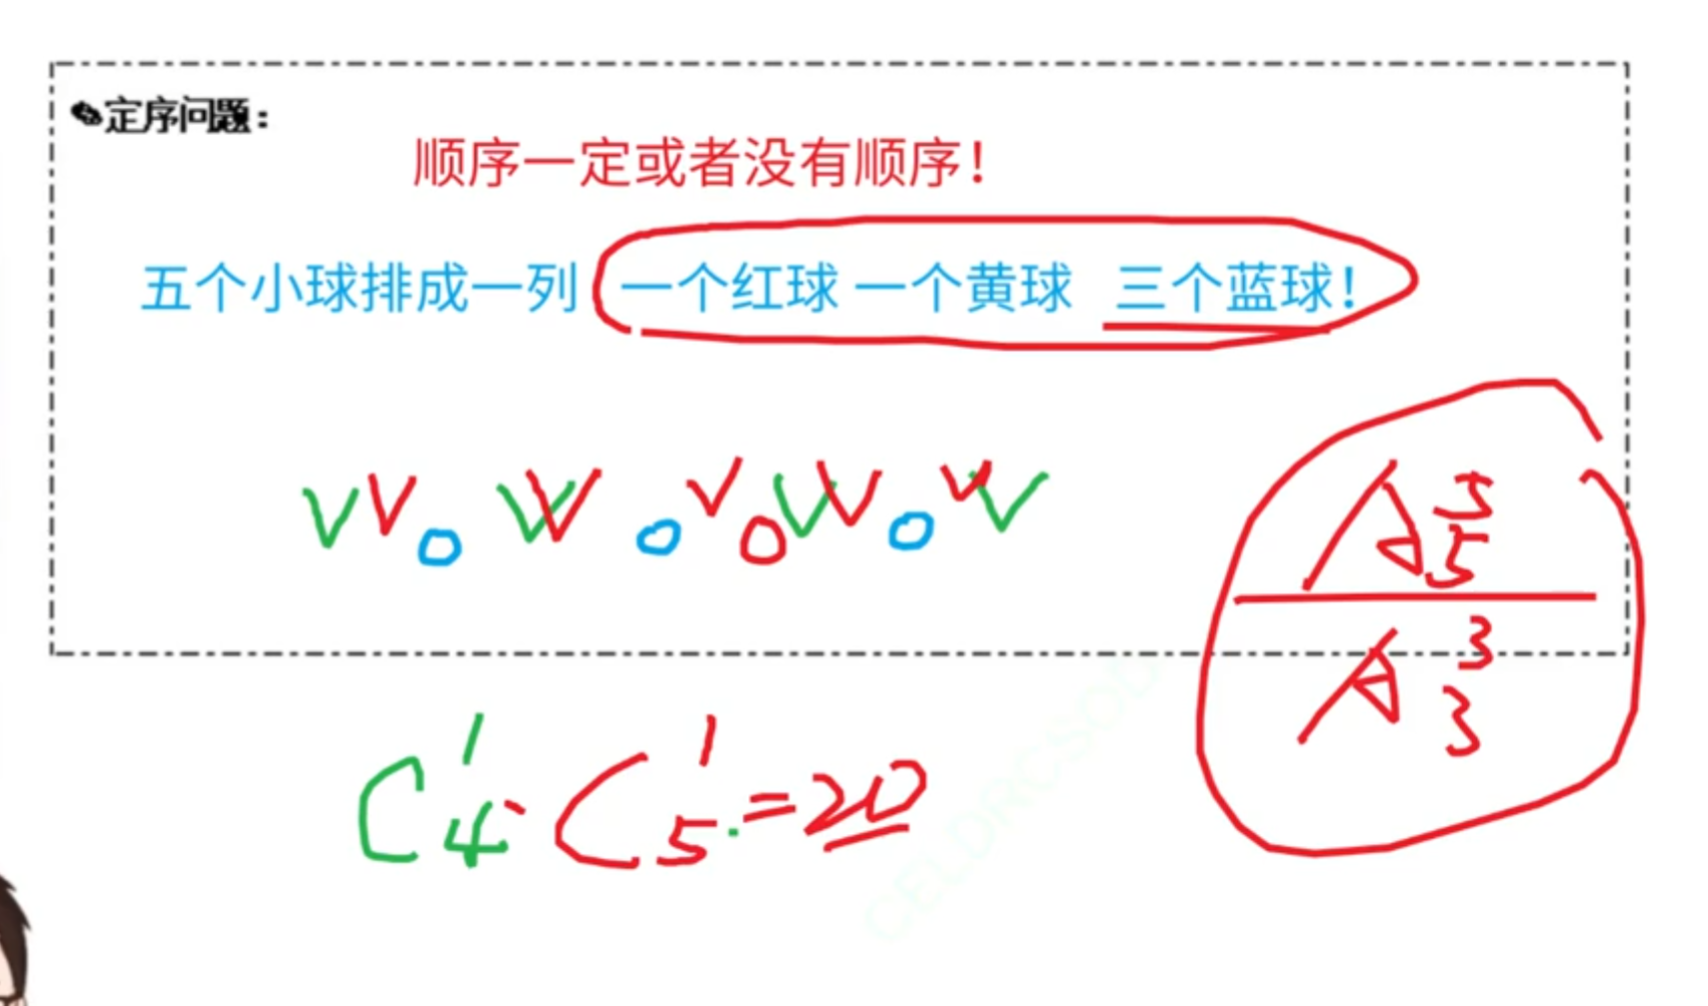 定序问题：
顺序一定或者没有顺序！
五个小球排成一列 一个红球 一个黄球 三个蓝球！
A_5^5 / A_3^3
C_4^1 · C_5^1 = 20